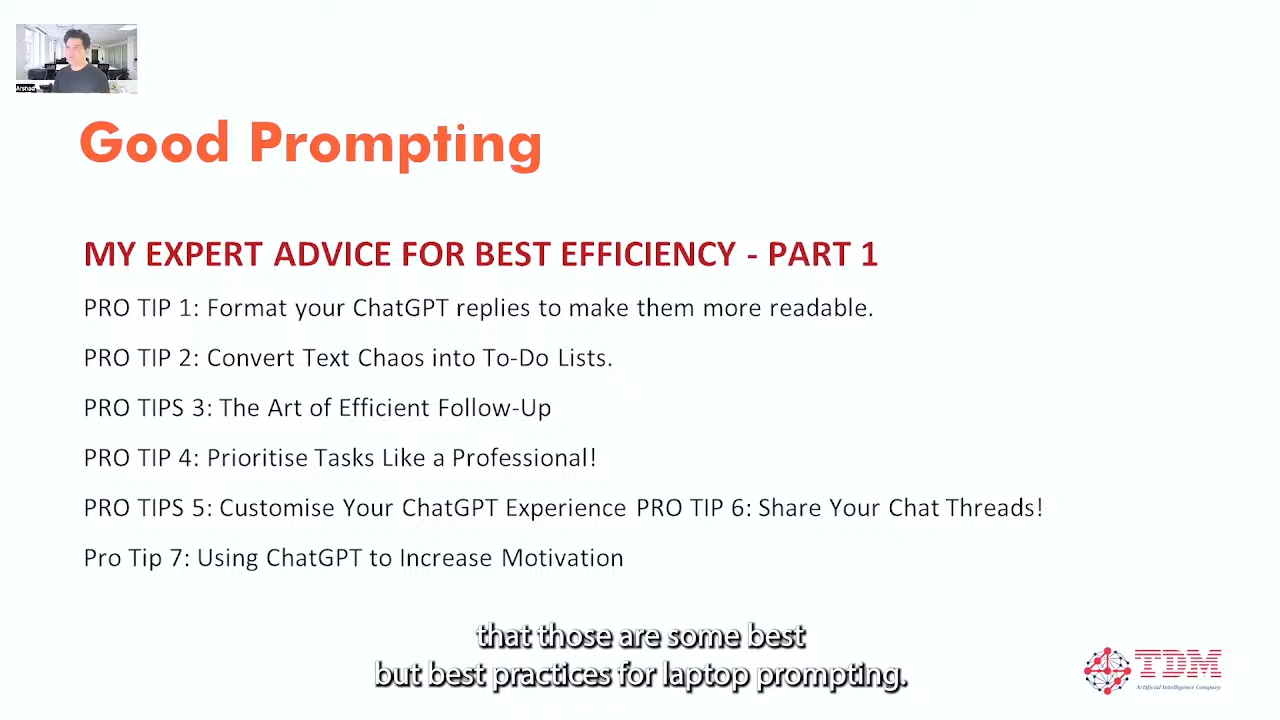 Arshad
Good Prompting
MY EXPERT ADVICE FOR BEST EFFICIENCY - PART 1
PRO TIP 1: Format your ChatGPT replies to make them more readable.
PRO TIP 2: Convert Text Chaos into To-Do Lists.
PRO TIPS 3: The Art of Efficient Follow-Up
PRO TIP 4: Prioritise Tasks Like a Professional!
PRO TIPS 5: Customise Your ChatGPT Experience PRO TIP 6: Share Your Chat Threads!
Pro Tip 7: Using ChatGPT to Increase Motivation
that those are some best
but best practices for laptop prompting.
TDM
Artificial Intelligence Company